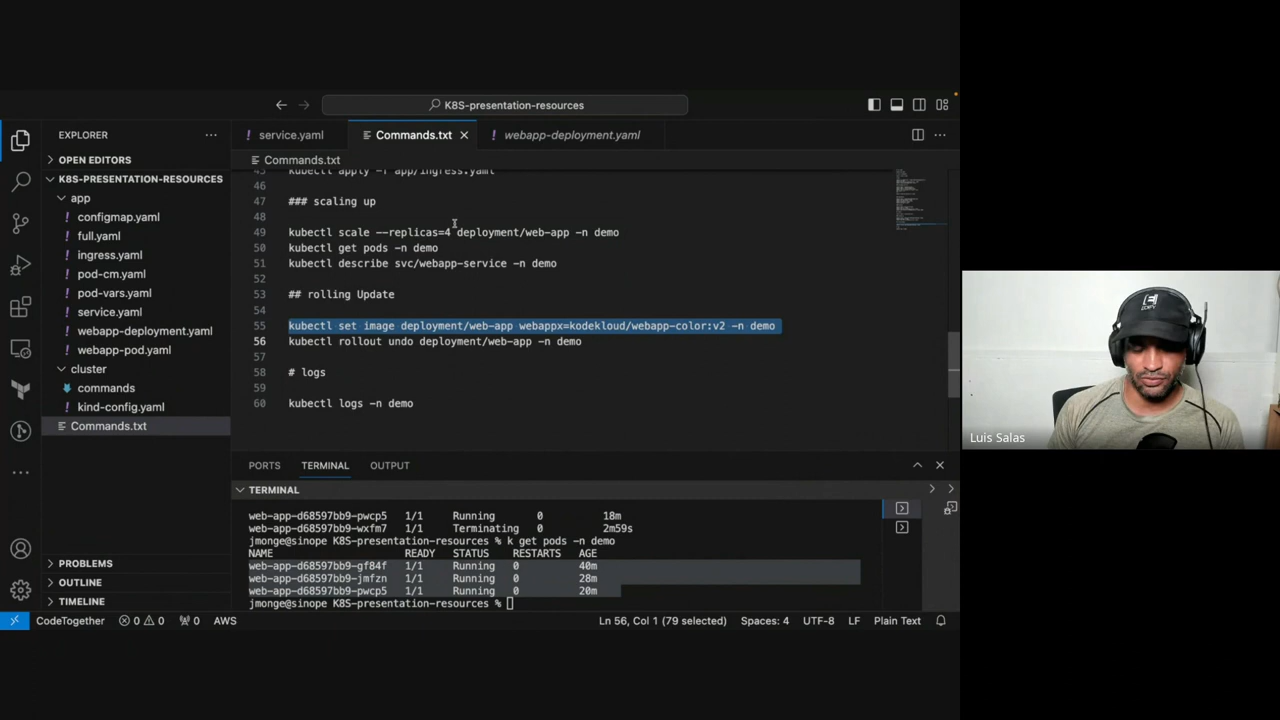 K8S-presentation-resources
EXPLORER
service.yaml
Commands.txt
webapp-deployment.yaml
OPEN EDITORS
K8S-PRESENTATION-RESOURCES
app
configmap.yaml
full.yaml
ingress.yaml
pod-cm.yaml
pod-vars.yaml
service.yaml
webapp-deployment.yaml
webapp-pod.yaml
cluster
commands
kind-config.yaml
Commands.txt
PROBLEMS
OUTLINE
TIMELINE
Commands.txt
45 kubectl apply -f app/ingress.yaml
46
47 ### scaling up
48
49 kubectl scale --replicas=4 deployment/web-app -n demo
50 kubectl get pods -n demo
51 kubectl describe svc/webapp-service -n demo
52
53 ## rolling Update
54
55 kubectl set image deployment/web-app webappx=kodekloud/webapp-color:v2 -n demo
56 kubectl rollout undo deployment/web-app -n demo
57
58 # logs
59
60 kubectl logs -n demo
PORTS TERMINAL OUTPUT
TERMINAL
web-app-d68597bb9-pwcp5 1/1 Running 0 18m
web-app-d68597bb9-wxfm7 1/1 Terminating 0 2m59s
jmonge@sinope K8S-presentation-resources % k get pods -n demo
NAME READY STATUS RESTARTS AGE
web-app-d68597bb9-gf84f 1/1 Running 0 40m
web-app-d68597bb9-jmfzn 1/1 Running 0 28m
web-app-d68597bb9-pwcp5 1/1 Running 0 20m
jmonge@sinope K8S-presentation-resources %
CodeTogether 0 0 0 AWS
Ln 56, Col 1 (79 selected) Spaces: 4 UTF-8 LF Plain Text
Luis Salas